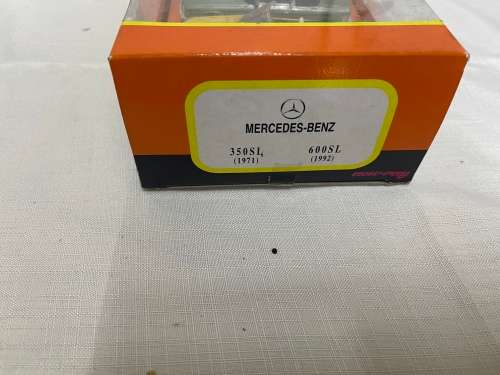 MERCEDES-BENZ
350SL 600SL
(1971) (1992)